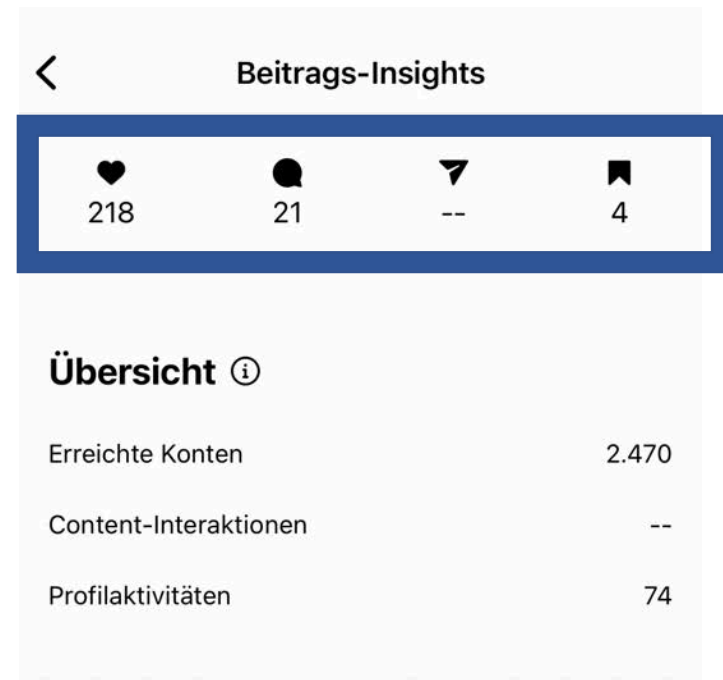 Beitrags-Insights
218 21 -- 4
Übersicht
Erreichte Konten 2.470
Content-Interaktionen --
Profilaktivitäten 74